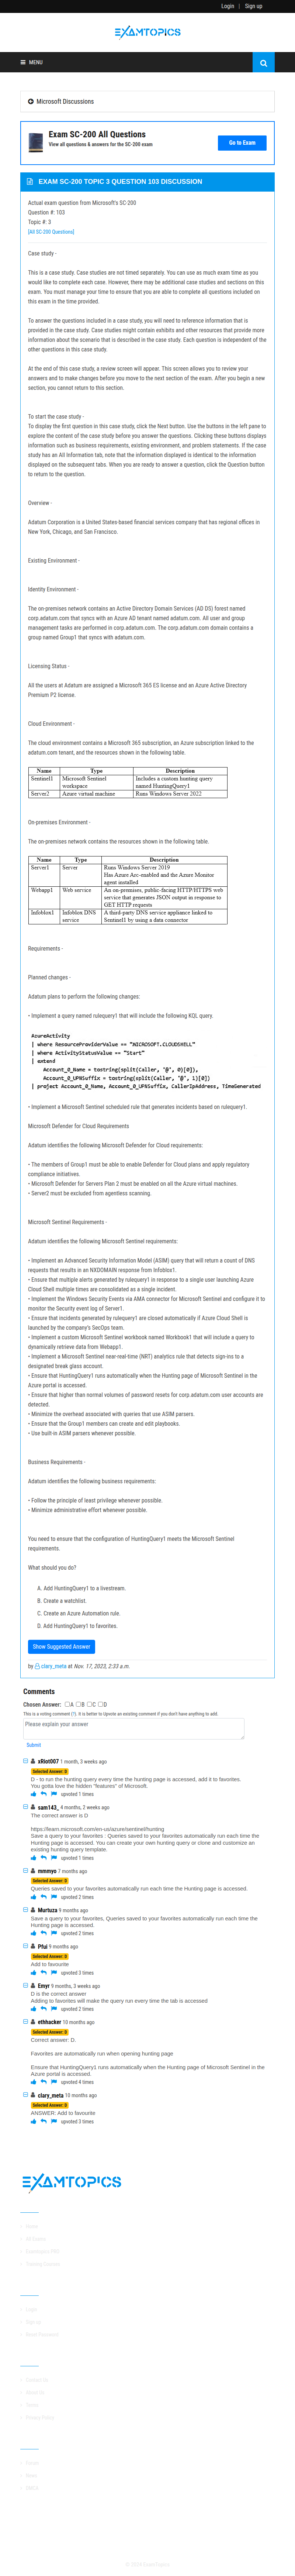 Login | Sign up
EXAMTOPICS
MENU
Microsoft Discussions
Exam SC-200 All Questions
View all questions & answers for the SC-200 exam
Go to Exam
EXAM SC-200 TOPIC 3 QUESTION 103 DISCUSSION
Actual exam question from Microsoft's SC-200
Question #: 103
Topic #: 3
[All SC-200 Questions]
Case study -
This is a case study. Case studies are not timed separately. You can use as much exam time as you
would like to complete each case. However, there may be additional case studies and sections on this
exam. You must manage your time to ensure that you are able to complete all questions included on
this exam in the time provided.
To answer the questions included in a case study, you will need to reference information that is
provided in the case study. Case studies might contain exhibits and other resources that provide more
information about the scenario that is described in the case study. Each question is independent of the
other questions in this case study.
At the end of this case study, a review screen will appear. This screen allows you to review your
answers and to make changes before you move to the next section of the exam. After you begin a new
section, you cannot return to this section.
To start the case study -
To display the first question in this case study, click the Next button. Use the buttons in the left pane to
explore the content of the case study before you answer the questions. Clicking these buttons displays
information such as business requirements, existing environment, and problem statements. If the case
study has an All Information tab, note that the information displayed is identical to the information
displayed on the subsequent tabs. When you are ready to answer a question, click the Question button
to return to the question.
Overview -
Adatum Corporation is a United States-based financial services company that has regional offices in
New York, Chicago, and San Francisco.
Existing Environment -
Identity Environment -
The on-premises network contains an Active Directory Domain Services (AD DS) forest named
corp.adatum.com that syncs with an Azure AD tenant named adatum.com. All user and group
management tasks are performed in corp.adatum.com. The corp.adatum.com domain contains a
group named Group1 that syncs with adatum.com.
Licensing Status -
All the users at Adatum are assigned a Microsoft 365 ES license and an Azure Active Directory
Premium P2 license.
Cloud Environment -
The cloud environment contains a Microsoft 365 subscription, an Azure subscription linked to the
adatum.com tenant, and the resources shown in the following table.
Name Type Description
Sentinel1 Microsoft Sentinel workspace Includes a custom hunting query named HuntingQuery1
Server2 Azure virtual machine Runs Windows Server 2022
On-premises Environment -
The on-premises network contains the resources shown in the following table.
Name Type Description
Server1 Server Runs Windows Server 2019
Has Azure Arc-enabled and the Azure Monitor
agent installed
Webapp1 Web service An on-premises, public-facing HTTP/HTTPS web
service that generates JSON output in response to
GET HTTP requests
Infoblox1 Infoblox DNS service A third-party DNS service appliance linked to
Sentinel1 by using a data connector
Requirements -
Planned changes -
Adatum plans to perform the following changes:
• Implement a query named rulequery1 that will include the following KQL query.
AzureActivity
| where ResourceProviderValue == "MICROSOFT.CLOUDSHELL"
| where ActivityStatusValue == "Start"
| extend
Account_0_Name = tostring(split(Caller, '@', 0)[0]),
Account_0_UPNSuffix = tostring(split(Caller, '@', 1)[0])
| project Account_0_Name, Account_0_UPNSuffix, CallerIpAddress, TimeGenerated
• Implement a Microsoft Sentinel scheduled rule that generates incidents based on rulequery1.
Microsoft Defender for Cloud Requirements
Adatum identifies the following Microsoft Defender for Cloud requirements:
• The members of Group1 must be able to enable Defender for Cloud plans and apply regulatory
compliance initiatives.
• Microsoft Defender for Servers Plan 2 must be enabled on all the Azure virtual machines.
• Server2 must be excluded from agentless scanning.
Microsoft Sentinel Requirements -
Adatum identifies the following Microsoft Sentinel requirements:
• Implement an Advanced Security Information Model (ASIM) query that will return a count of DNS
requests that results in an NXDOMAIN response from Infoblox1.
• Ensure that multiple alerts generated by rulequery1 in response to a single user launching Azure
Cloud Shell multiple times are consolidated as a single incident.
• Implement the Windows Security Events via AMA connector for Microsoft Sentinel and configure it to
monitor the Security event log of Server1.
• Ensure that incidents generated by rulequery1 are closed automatically if Azure Cloud Shell is
launched by the company's SecOps team.
• Implement a custom Microsoft Sentinel workbook named Workbook1 that will include a query to
dynamically retrieve data from Webapp1.
• Implement a Microsoft Sentinel near-real-time (NRT) analytics rule that detects sign-ins to a
designated break glass account.
• Ensure that HuntingQuery1 runs automatically when the Hunting page of Microsoft Sentinel in the
Azure portal is accessed.
• Ensure that higher than normal volumes of password resets for corp.adatum.com user accounts are
detected.
• Minimize the overhead associated with queries that use ASIM parsers.
• Ensure that the Group1 members can create and edit playbooks.
• Use built-in ASIM parsers whenever possible.
Business Requirements -
Adatum identifies the following business requirements:
• Follow the principle of least privilege whenever possible.
• Minimize administrative effort whenever possible.
You need to ensure that the configuration of HuntingQuery1 meets the Microsoft Sentinel
requirements.
What should you do?
A. Add HuntingQuery1 to a livestream.
B. Create a watchlist.
C. Create an Azure Automation rule.
D. Add HuntingQuery1 to favorites.
Show Suggested Answer
by clary_meta at Nov. 17, 2023, 2:33 a.m.
Comments
Chosen Answer: A B C D
This is a voting comment (?). It is better to Upvote an existing comment if you don't have anything to add.
Please explain your answer
Submit
xRiot007 1 month, 3 weeks ago
Selected Answer: D
D - to run the hunting query every time the hunting page is accessed, add it to favorites.
You gotta love the hidden "features" of Microsoft.
upvoted 1 times
sam143_ 4 months, 2 weeks ago
The correct answer is D
https://learn.microsoft.com/en-us/azure/sentinel/hunting
Save a query to your favorites : Queries saved to your favorites automatically run each time the
Hunting page is accessed. You can create your own hunting query or clone and customize an
existing hunting query template.
upvoted 1 times
mmmyo 7 months ago
Selected Answer: D
Queries saved to your favorites automatically run each time the Hunting page is accessed.
upvoted 2 times
Murtuza 9 months ago
Save a query to your favorites, Queries saved to your favorites automatically run each time the
Hunting page is accessed.
upvoted 2 times
Pfui 9 months ago
Selected Answer: D
Add to favourite
upvoted 3 times
Emyr 9 months, 3 weeks ago
D is the correct answer
Adding to favorites will make the query run every time the tab is accessed
upvoted 2 times
ethhacker 10 months ago
Selected Answer: D
Correct answer: D.
Favorites are automatically run when opening hunting page
Ensure that HuntingQuery1 runs automatically when the Hunting page of Microsoft Sentinel in the
Azure portal is accessed.
upvoted 4 times
clary_meta 10 months ago
Selected Answer: D
ANSWER: Add to favourite
upvoted 3 times
EXAMTOPICS